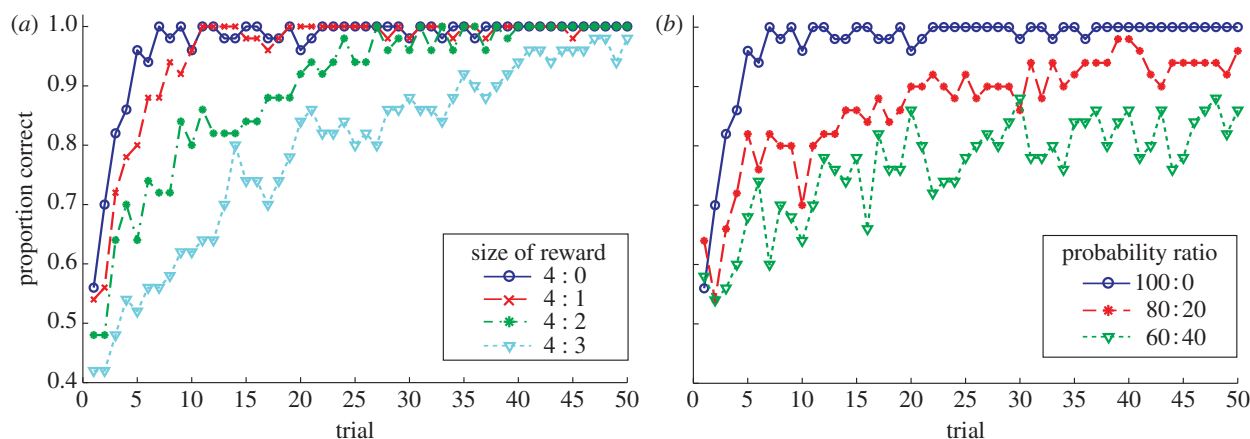 (a)
1.0
0.9
0.8
0.7
0.6
0.5
0.4
proportion correct
0 5 10 15 20 25 30 35 40 45 50
trial
size of reward
4 : 0
4 : 1
4 : 2
4 : 3
(b)
0 5 10 15 20 25 30 35 40 45 50
trial
probability ratio
100:0
80:20
60:40